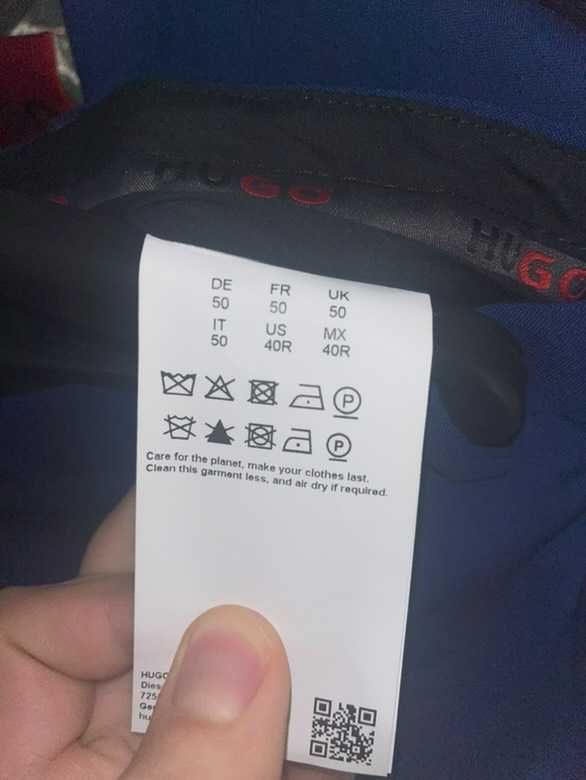 HUGO
HUGO
DE FR UK
50 50 50
IT US MX
50 40R 40R
P
P
Care for the planet, make your clothes last.
Clean this garment less, and air dry if required.